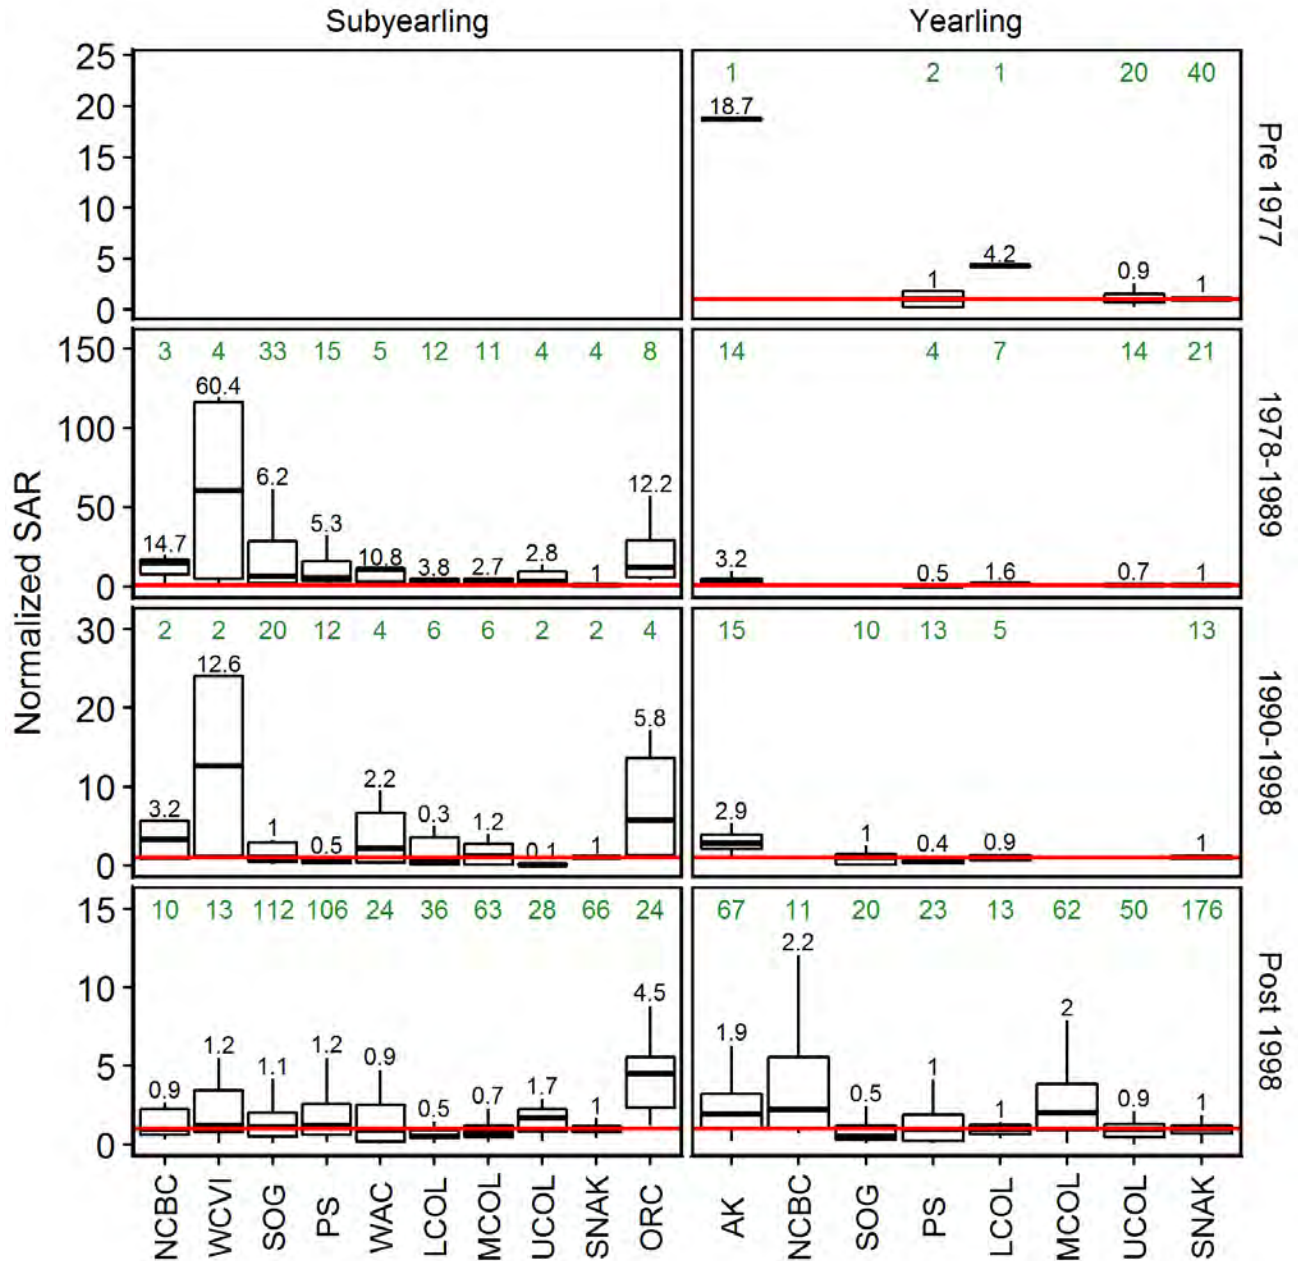 Subyearling Yearling
25
20
15
10
5
0
1 2 1 20 40
18.7
4.2
1 0.9 1
Pre 1977
Normalized SAR
150
100
50
0
3 4 33 15 5 12 11 4 4 8
60.4
6.2
12.2
5.3
14.7 10.8 3.8 2.7 2.8 1
14 4 7 14 21
3.2 0.5 1.6 0.7 1
1978-1989
30
20
10
0
2 2 20 12 4 6 6 2 2 4
12.6
5.8
3.2 1 0.5 2.2 0.3 1.2 0.1 1
15 10 13 5 13
2.9 1 0.4 0.9 1
1990-1998
15
10
5
0
10 13 112 106 24 36 63 28 66 24
0.9 1.2 1.1 1.2 0.9 0.5 0.7 1.7 1 4.5
67 11 20 23 13 62 50 176
1.9 2.2 0.5 1 1 2 0.9 1
Post 1998
NCBC WCVI SOG PS WAC LCOL MCOL UCOL SNAK ORC
AK NCBC SOG PS LCOL MCOL UCOL SNAK